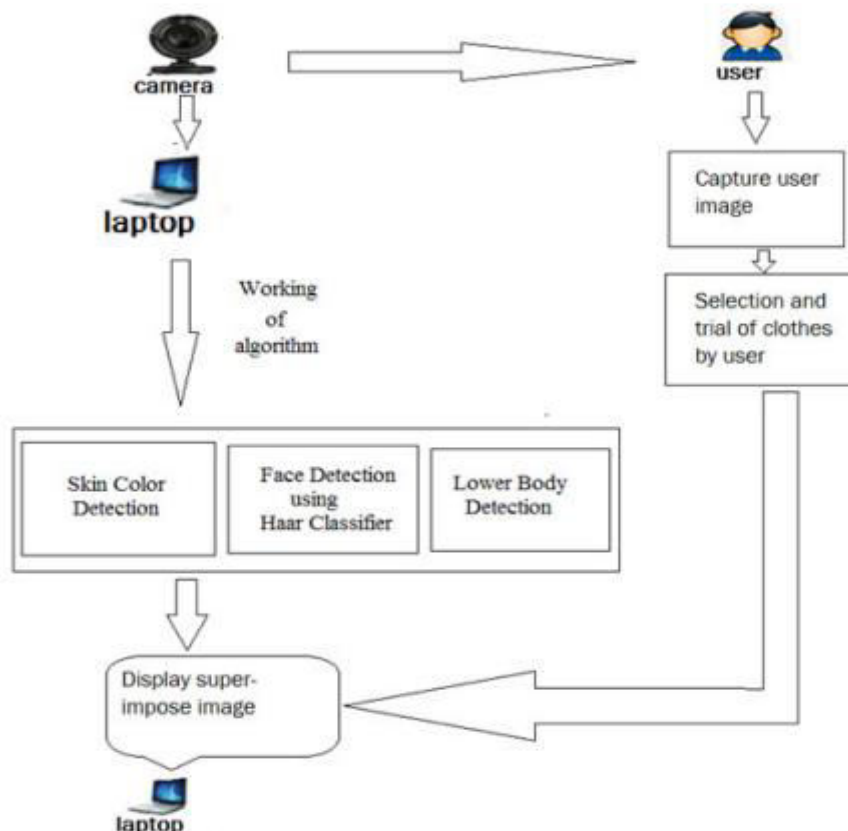 camera
user
laptop
Capture user
image
Working
of
algorithm
Selection and
trial of clothes
by user
Skin Color
Detection
Face Detection
using
Haar Classifier
Lower Body
Detection
Display super-
impose image
laptop